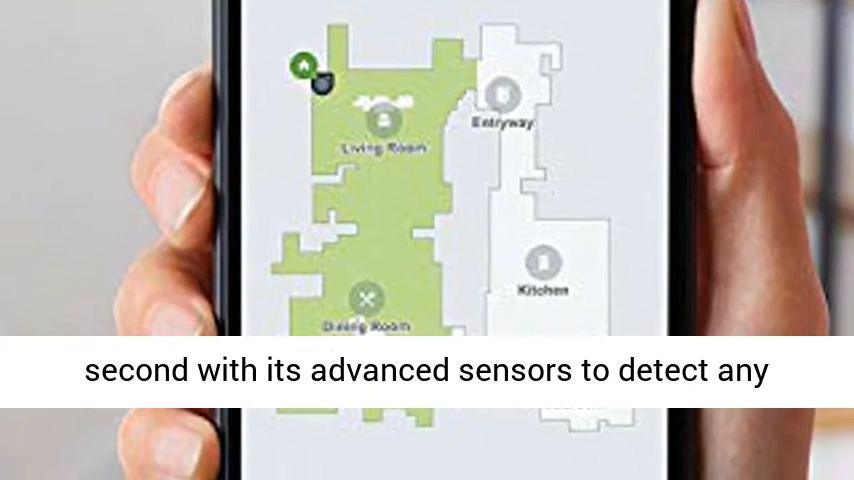 Entryway
Living Room
Kitchen
Dining Room
second with its advanced sensors to detect any